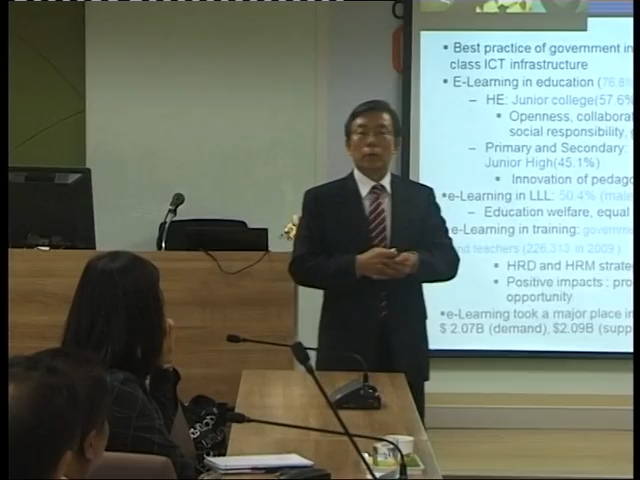 Best practice of government in
class ICT infrastructure
E-Learning in education (76.8%
– HE: Junior college(57.6%
Openness, collaborat
social responsibility,
– Primary and Secondary:
Junior High(45.1%)
Innovation of pedago
e-Learning in LLL: 50.4% (male
– Education welfare, equal
e-Learning in training: governme
and teachers (226,313 in 2009)
HRD and HRM strate
Positive impacts : pro
opportunity
e-Learning took a major place in
$ 2.07B (demand), $2.09B (supp